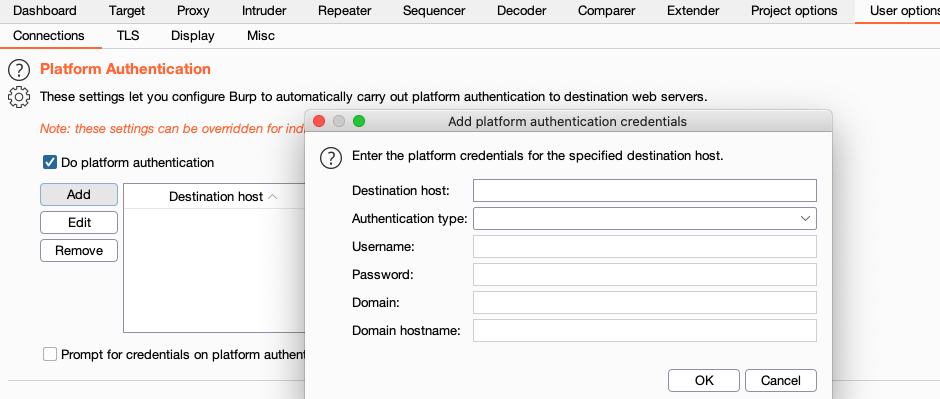 Dashboard Target Proxy Intruder Repeater Sequencer Decoder Comparer Extender Project options User options
Connections TLS Display Misc
? Platform Authentication
These settings let you configure Burp to automatically carry out platform authentication to destination web servers.
Note: these settings can be overridden for
Add platform authentication credentials
? Enter the platform credentials for the specified destination host.
Do platform authentication
Add
Edit
Remove
Destination host
Destination host:
Authentication type:
Username:
Password:
Domain:
Domain hostname:
Prompt for credentials on platform
OK Cancel